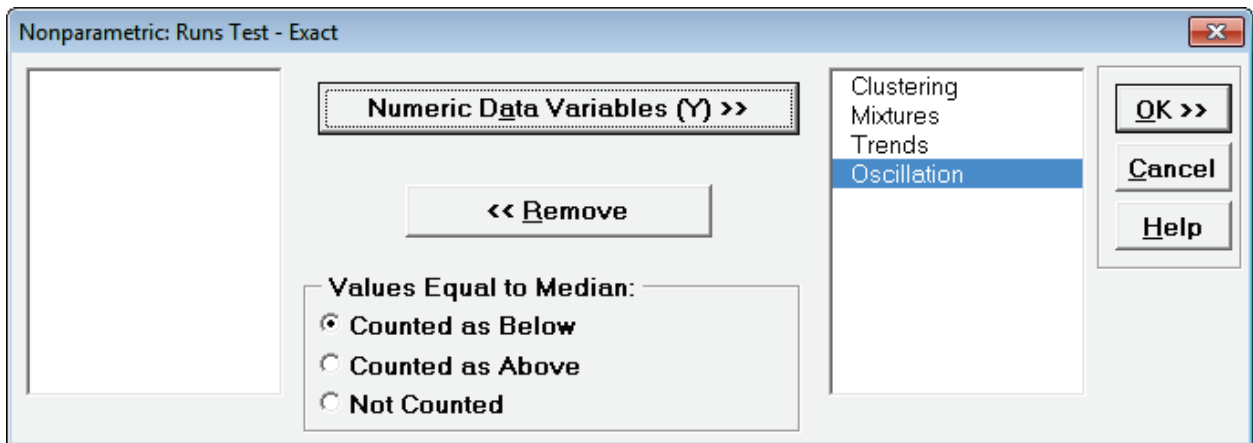 Nonparametric: Runs Test - Exact
Numeric Data Variables (Y) >>
<< Remove
Values Equal to Median:
Counted as Below
Counted as Above
Not Counted
Clustering
Mixtures
Trends
Oscillation
OK >>
Cancel
Help